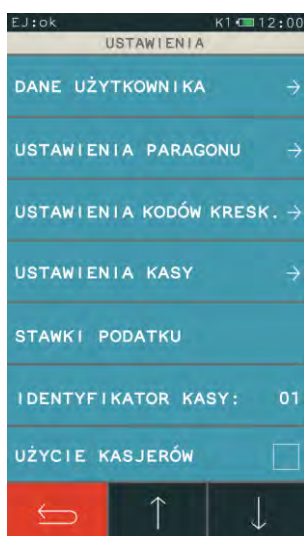 EJ:ok K1 12:00
USTAWIENIA
DANE UŻYTKOWNIKA →
USTAWIENIA PARAGONU →
USTAWIENIA KODÓW KRESK. →
USTAWIENIA KASY →
STAWKI PODATKU
IDENTYFIKATOR KASY: 01
UŻYCIE KASJERÓW